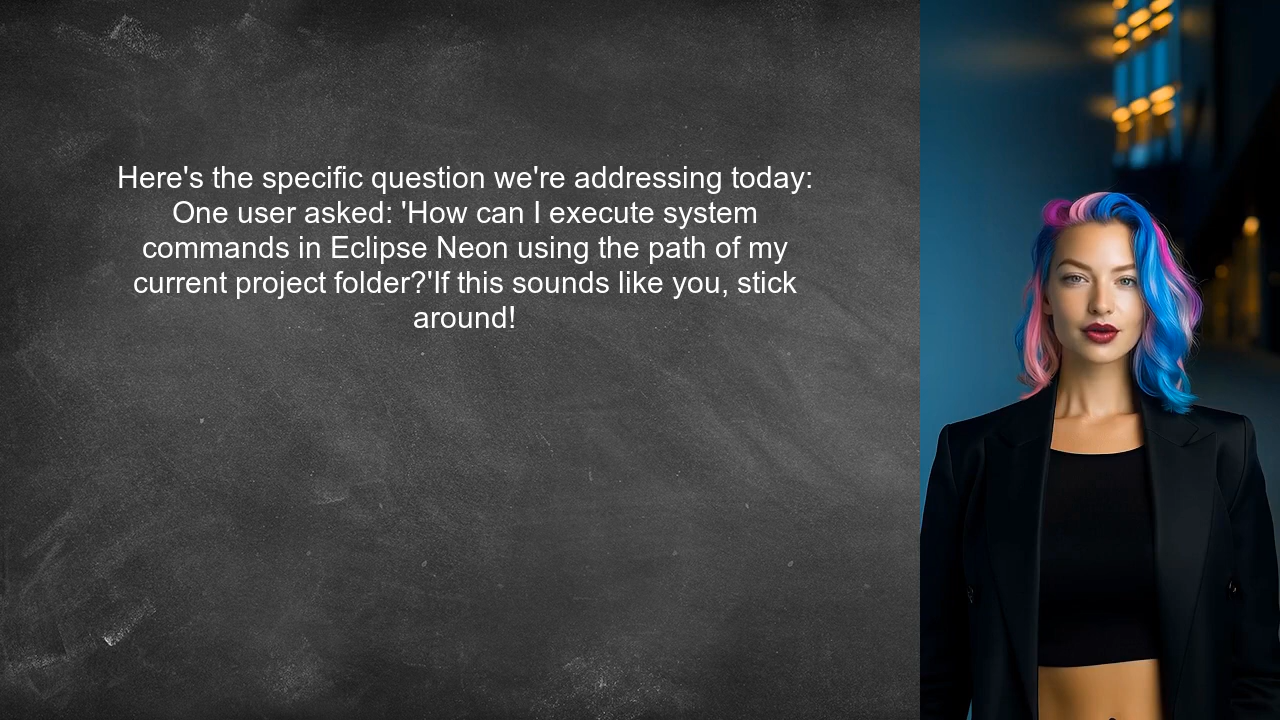 Here's the specific question we're addressing today:
One user asked: 'How can I execute system
commands in Eclipse Neon using the path of my
current project folder?'If this sounds like you, stick
around!